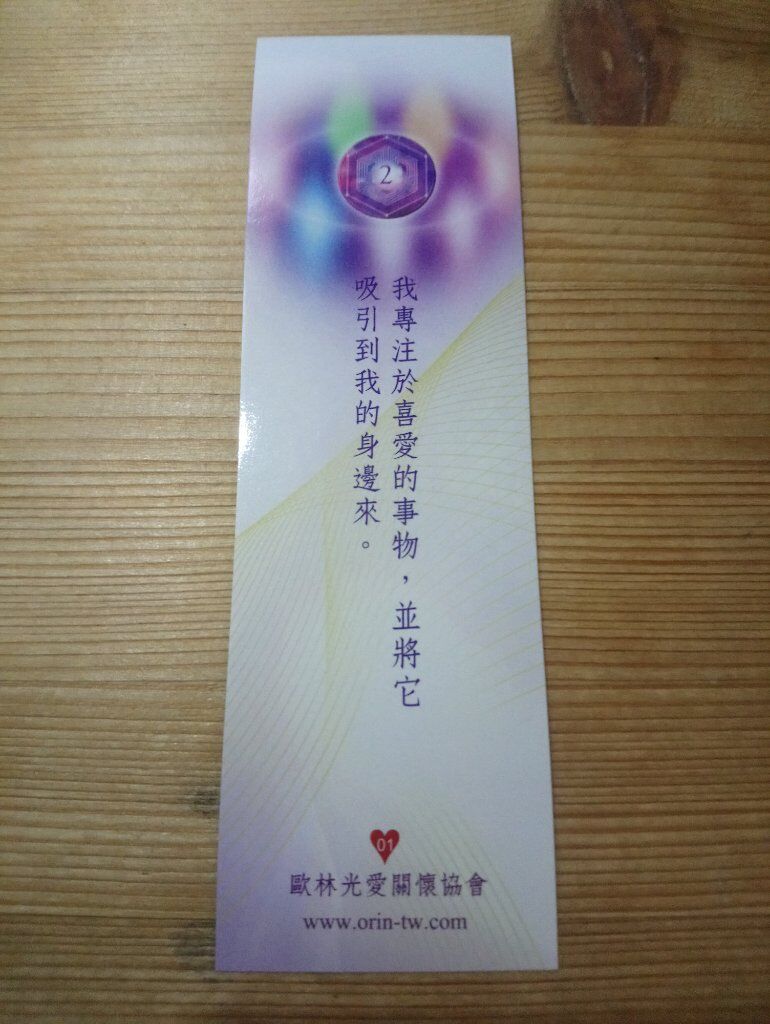 2
我專注於喜愛的事物，並將它
吸引到我的身邊來。
01
歐林光愛關懷協會
www.orin-tw.com